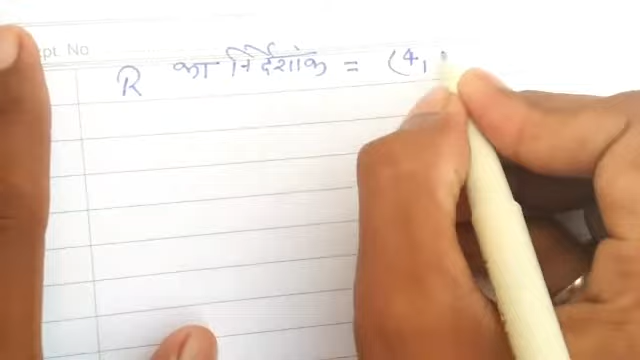 pt. No
R का निर्देशांक = (4,